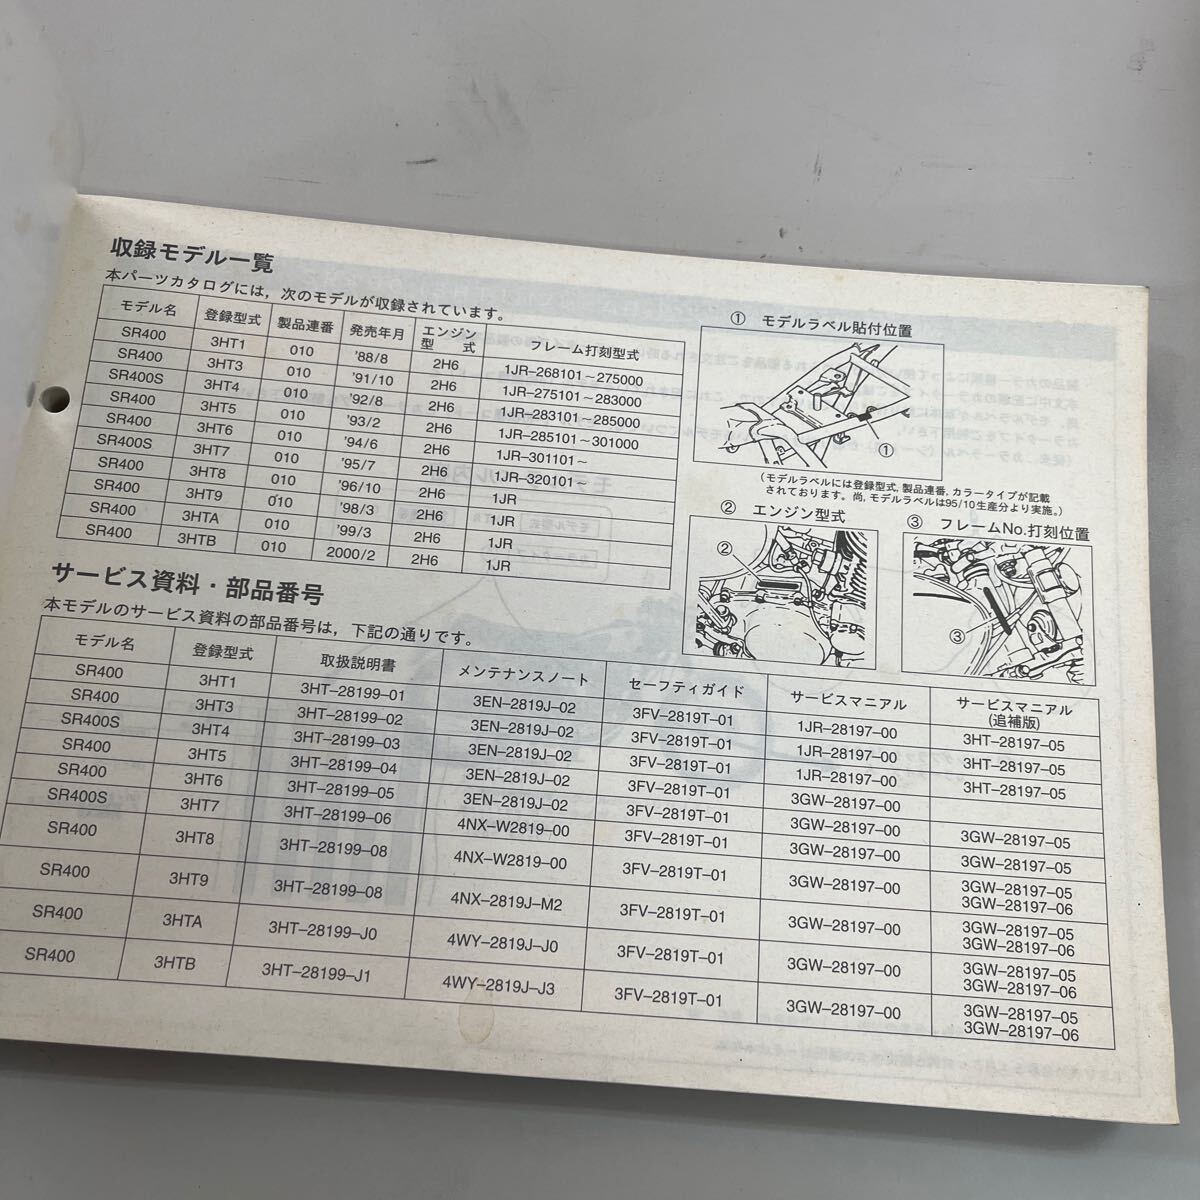 収録モデル一覧
本パーツカタログには，次のモデルが収録されています。
モデル名 登録型式 製品連番 発売年月 エンジン型式 フレーム打刻型式
SR400 3HT1 010 '88/8 2H6 1JR–268101～275000
SR400 3HT3 010 '91/10 2H6 1JR–275101～283000
SR400S 3HT4 010 '92/8 2H6 1JR–283101～285000
SR400 3HT5 010 '93/2 2H6 1JR–285101～301000
SR400 3HT6 010 '94/6 2H6 1JR–301101～
SR400S 3HT7 010 '95/7 2H6 1JR–320101～
SR400 3HT8 010 '96/10 2H6 1JR
SR400 3HT9 010 '98/3 2H6 1JR
SR400 3HTA 010 '99/3 2H6 1JR
SR400 3HTB 010 2000/2 2H6 1JR
① モデルラベル貼付位置
①
（モデルラベルには登録型式，製品連番，カラータイプが記載
されております。尚，モデルラベルは95/10生産分より実施。）
② エンジン型式
②
③ フレームNo.打刻位置
③
サービス資料・部品番号
本モデルのサービス資料の部品番号は，下記の通りです。
モデル名 登録型式 取扱説明書 メンテナンスノート セーフティガイド サービスマニアル サービスマニアル(追補版)
SR400 3HT1 3HT–28199–01 3EN–2819J–02 3FV–2819T–01 1JR–28197–00 3HT–28197–05
SR400 3HT3 3HT–28199–02 3EN–2819J–02 3FV–2819T–01 1JR–28197–00 3HT–28197–05
SR400S 3HT4 3HT–28199–03 3EN–2819J–02 3FV–2819T–01 1JR–28197–00 3HT–28197–05
SR400 3HT5 3HT–28199–04 3EN–2819J–02 3FV–2819T–01 3GW–28197–00
SR400 3HT6 3HT–28199–05 3EN–2819J–02 3FV–2819T–01 3GW–28197–00 3GW–28197–05
SR400S 3HT7 3HT–28199–06 4NX–W2819–00 3FV–2819T–01 3GW–28197–00 3GW–28197–05
SR400 3HT8 3HT–28199–08 4NX–W2819–00 3FV–2819T–01 3GW–28197–00 3GW–28197–05
3GW–28197–06
SR400 3HT9 3HT–28199–08 4NX–2819J–M2 3FV–2819T–01 3GW–28197–00 3GW–28197–05
3GW–28197–06
SR400 3HTA 3HT–28199–J0 4WY–2819J–J0 3FV–2819T–01 3GW–28197–00 3GW–28197–05
3GW–28197–06
SR400 3HTB 3HT–28199–J1 4WY–2819J–J3 3FV–2819T–01 3GW–28197–00 3GW–28197–05
3GW–28197–06